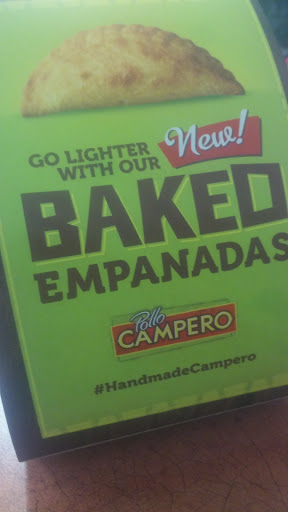 GO LIGHTER
WITH OUR
New!
BAKED
EMPANADAS
Pollo
CAMPERO
#HandmadeCampero